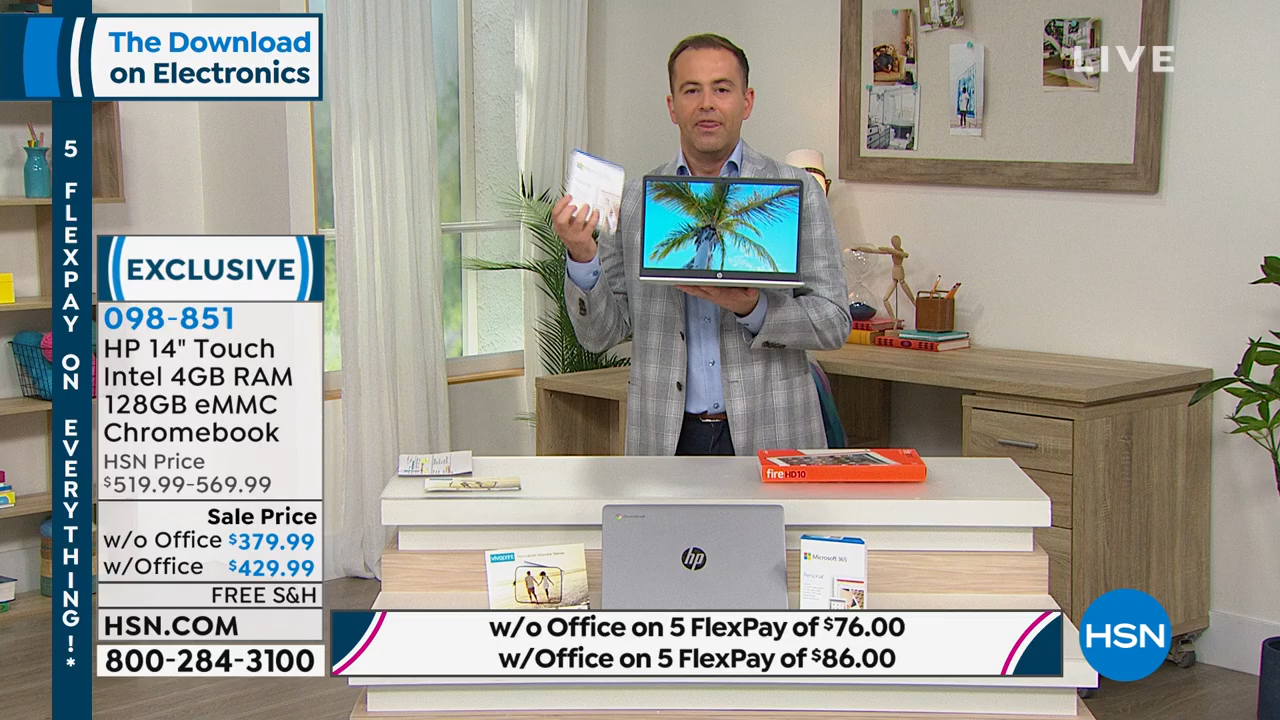 The Download
on Electronics
LIVE
5 FLEXPAY ON EVERYTHING!*
EXCLUSIVE
098-851
HP 14" Touch
Intel 4GB RAM
128GB eMMC
Chromebook
HSN Price
$519.99-569.99
Sale Price
w/o Office $379.99
w/Office $429.99
FREE S&H
HSN.COM
800-284-3100
fire HD10
hp
vivaprint
Microsoft 365
Personal
w/o Office on 5 FlexPay of $76.00
w/Office on 5 FlexPay of $86.00
HSN